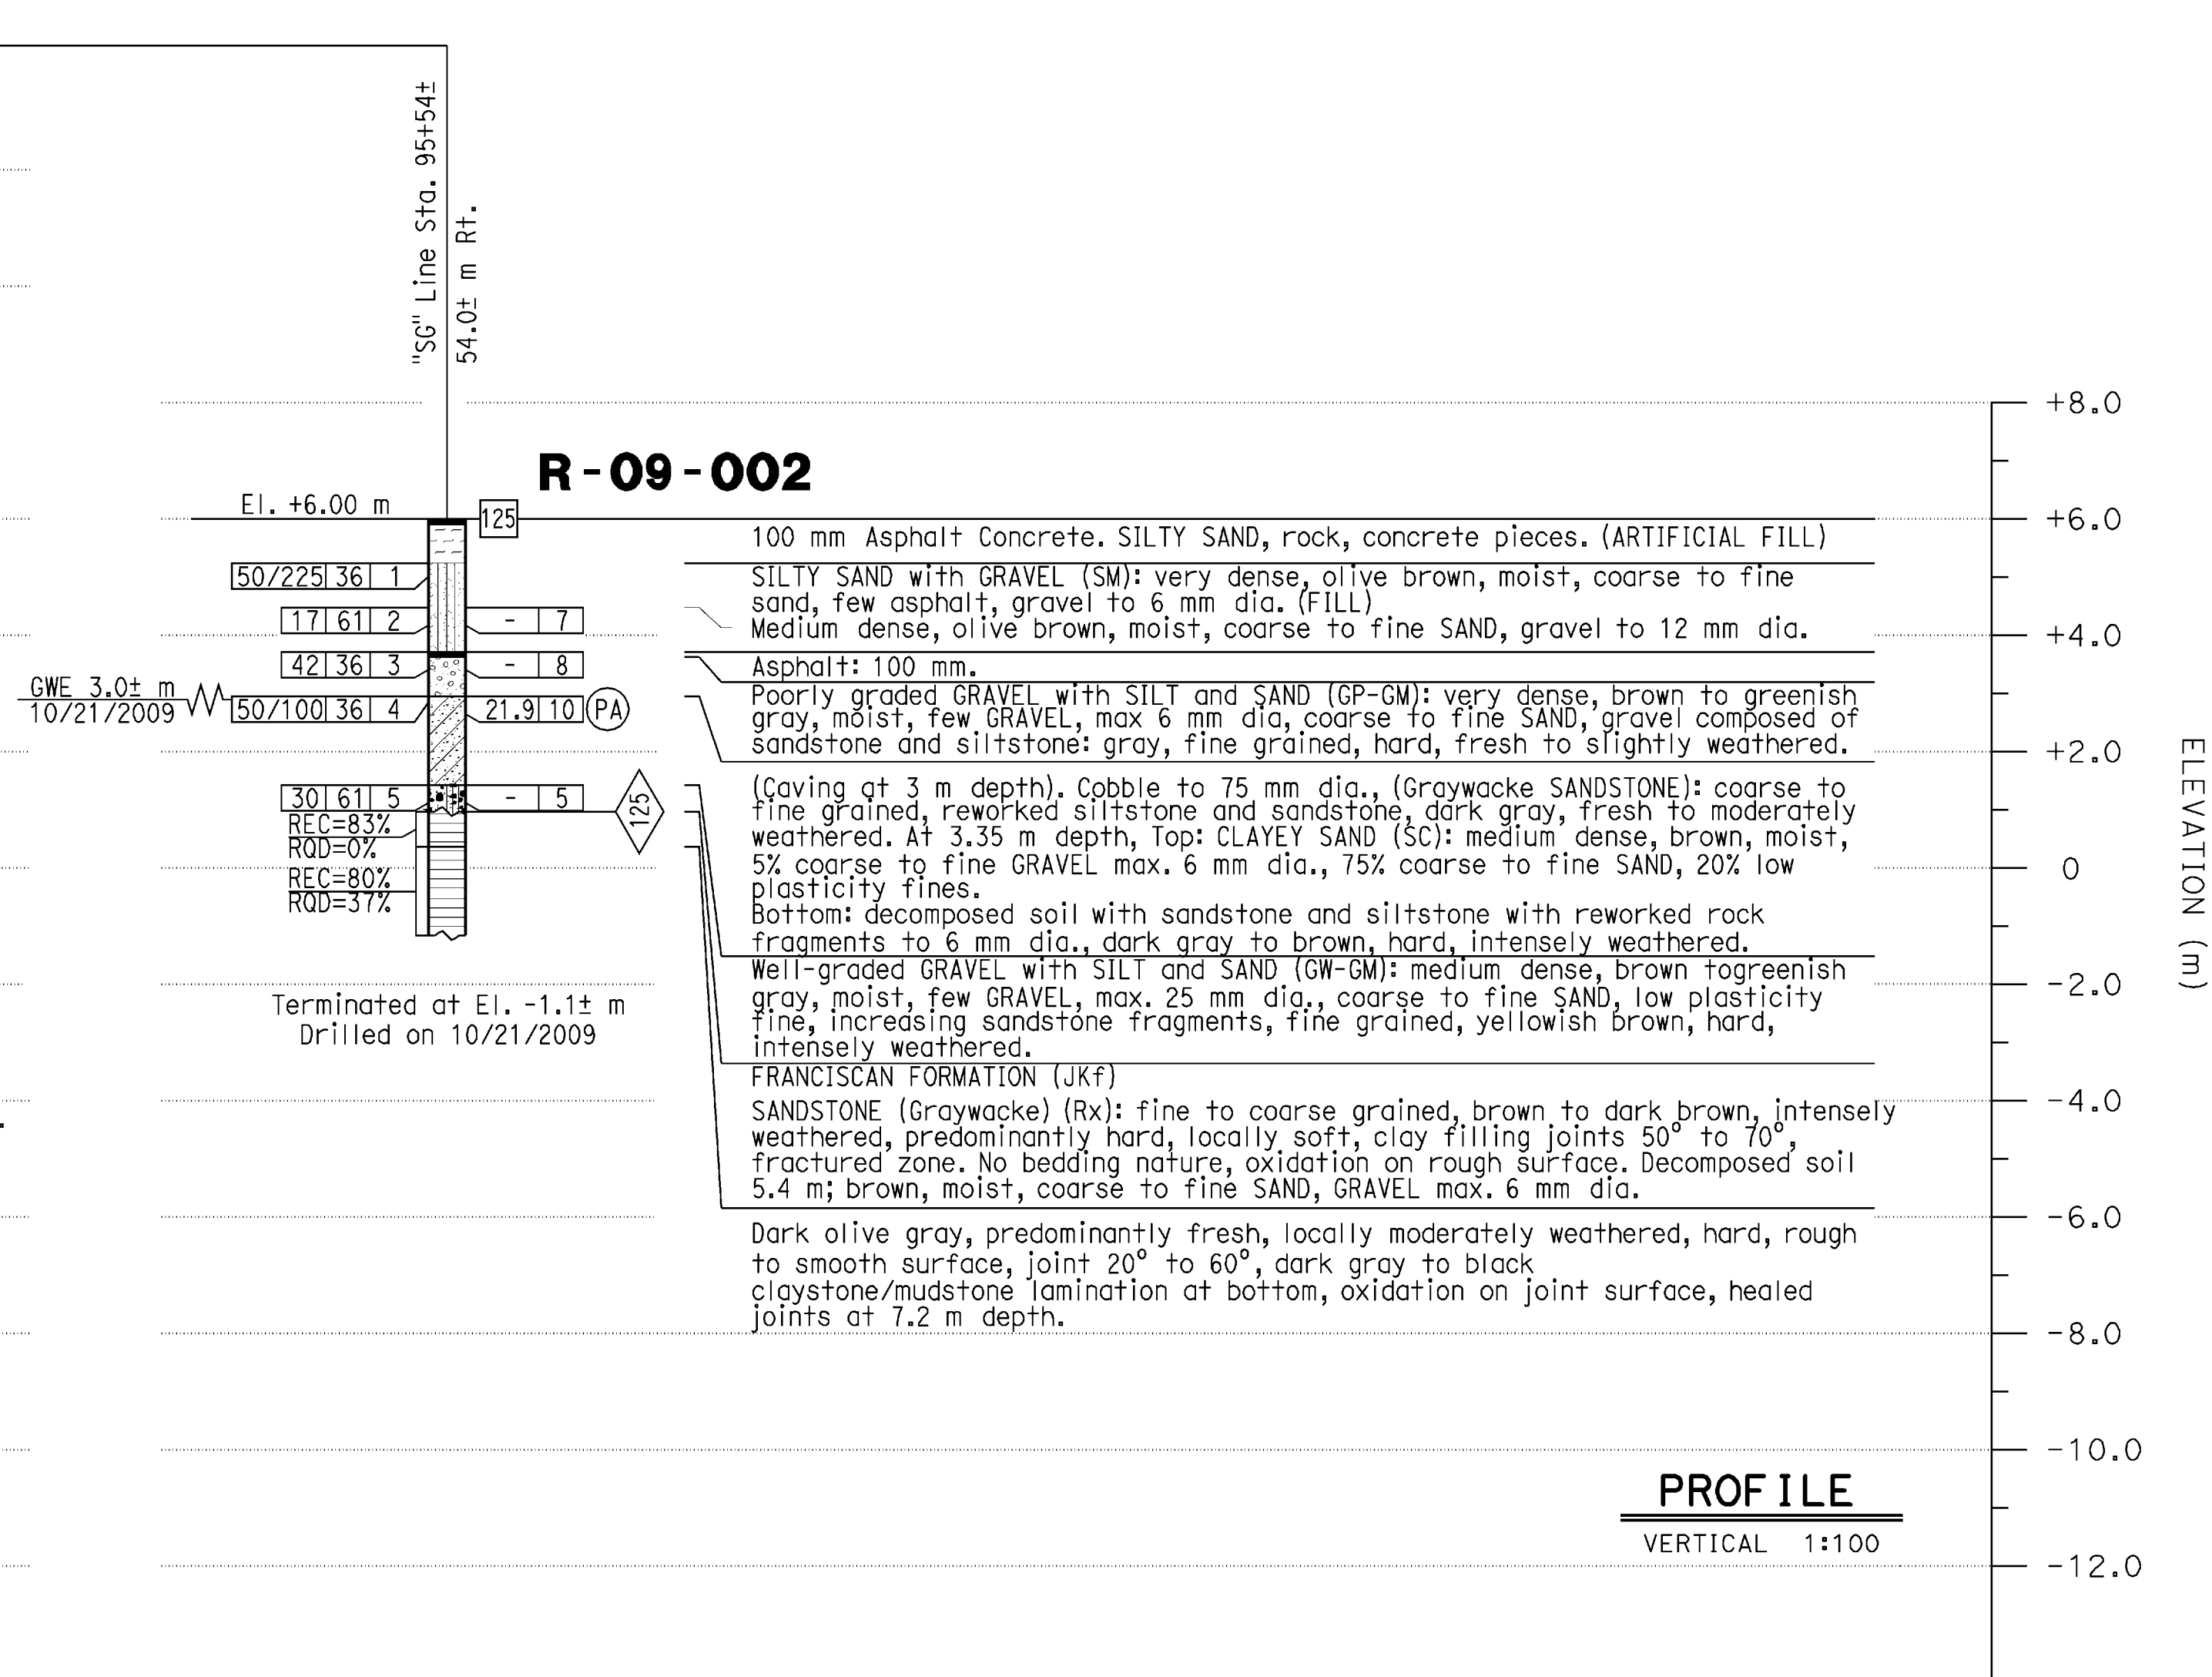 "SG" Line Sta. 95+54±
54.0± m Rt.
+8.0
R-09-002
El. +6.00 m
125
+6.0
100 mm Asphalt Concrete. SILTY SAND, rock, concrete pieces. (ARTIFICIAL FILL)
50/225 36 1
SILTY SAND with GRAVEL (SM): very dense, olive brown, moist, coarse to fine
sand, few asphalt, gravel to 6 mm dia. (FILL)
17 61 2 - 7
Medium dense, olive brown, moist, coarse to fine SAND, gravel to 12 mm dia.
+4.0
42 36 3 - 8
Asphalt: 100 mm.
GWE 3.0± m
10/21/2009
50/100 36 4 21.9 10 PA
Poorly graded GRAVEL with SILT and SAND (GP-GM): very dense, brown to greenish
gray, moist, few GRAVEL, max 6 mm dia, coarse to fine SAND, gravel composed of
sandstone and siltstone: gray, fine grained, hard, fresh to slightly weathered.
+2.0
ELEVATION (m)
30 61 5 - 5
125
REC=83%
RQD=0%
REC=80%
RQD=37%
(Caving at 3 m depth). Cobble to 75 mm dia., (Graywacke SANDSTONE): coarse to
fine grained, reworked siltstone and sandstone, dark gray, fresh to moderately
weathered. At 3.35 m depth, Top: CLAYEY SAND (SC): medium dense, brown, moist,
5% coarse to fine GRAVEL max. 6 mm dia., 75% coarse to fine SAND, 20% low
plasticity fines.
0
Bottom: decomposed soil with sandstone and siltstone with reworked rock
fragments to 6 mm dia., dark gray to brown, hard, intensely weathered.
Well-graded GRAVEL with SILT and SAND (GW-GM): medium dense, brown togreenish
gray, moist, few GRAVEL, max. 25 mm dia., coarse to fine SAND, low plasticity
fine, increasing sandstone fragments, fine grained, yellowish brown, hard,
intensely weathered.
-2.0
Terminated at El. -1.1± m
Drilled on 10/21/2009
FRANCISCAN FORMATION (JKf)
SANDSTONE (Graywacke) (Rx): fine to coarse grained, brown to dark brown, intensely
weathered, predominantly hard, locally soft, clay filling joints 50° to 70°,
fractured zone. No bedding nature, oxidation on rough surface. Decomposed soil
5.4 m; brown, moist, coarse to fine SAND, GRAVEL max. 6 mm dia.
-4.0
-6.0
Dark olive gray, predominantly fresh, locally moderately weathered, hard, rough
to smooth surface, joint 20° to 60°, dark gray to black
claystone/mudstone lamination at bottom, oxidation on joint surface, healed
joints at 7.2 m depth.
-8.0
-10.0
PROFILE
VERTICAL 1:100
-12.0